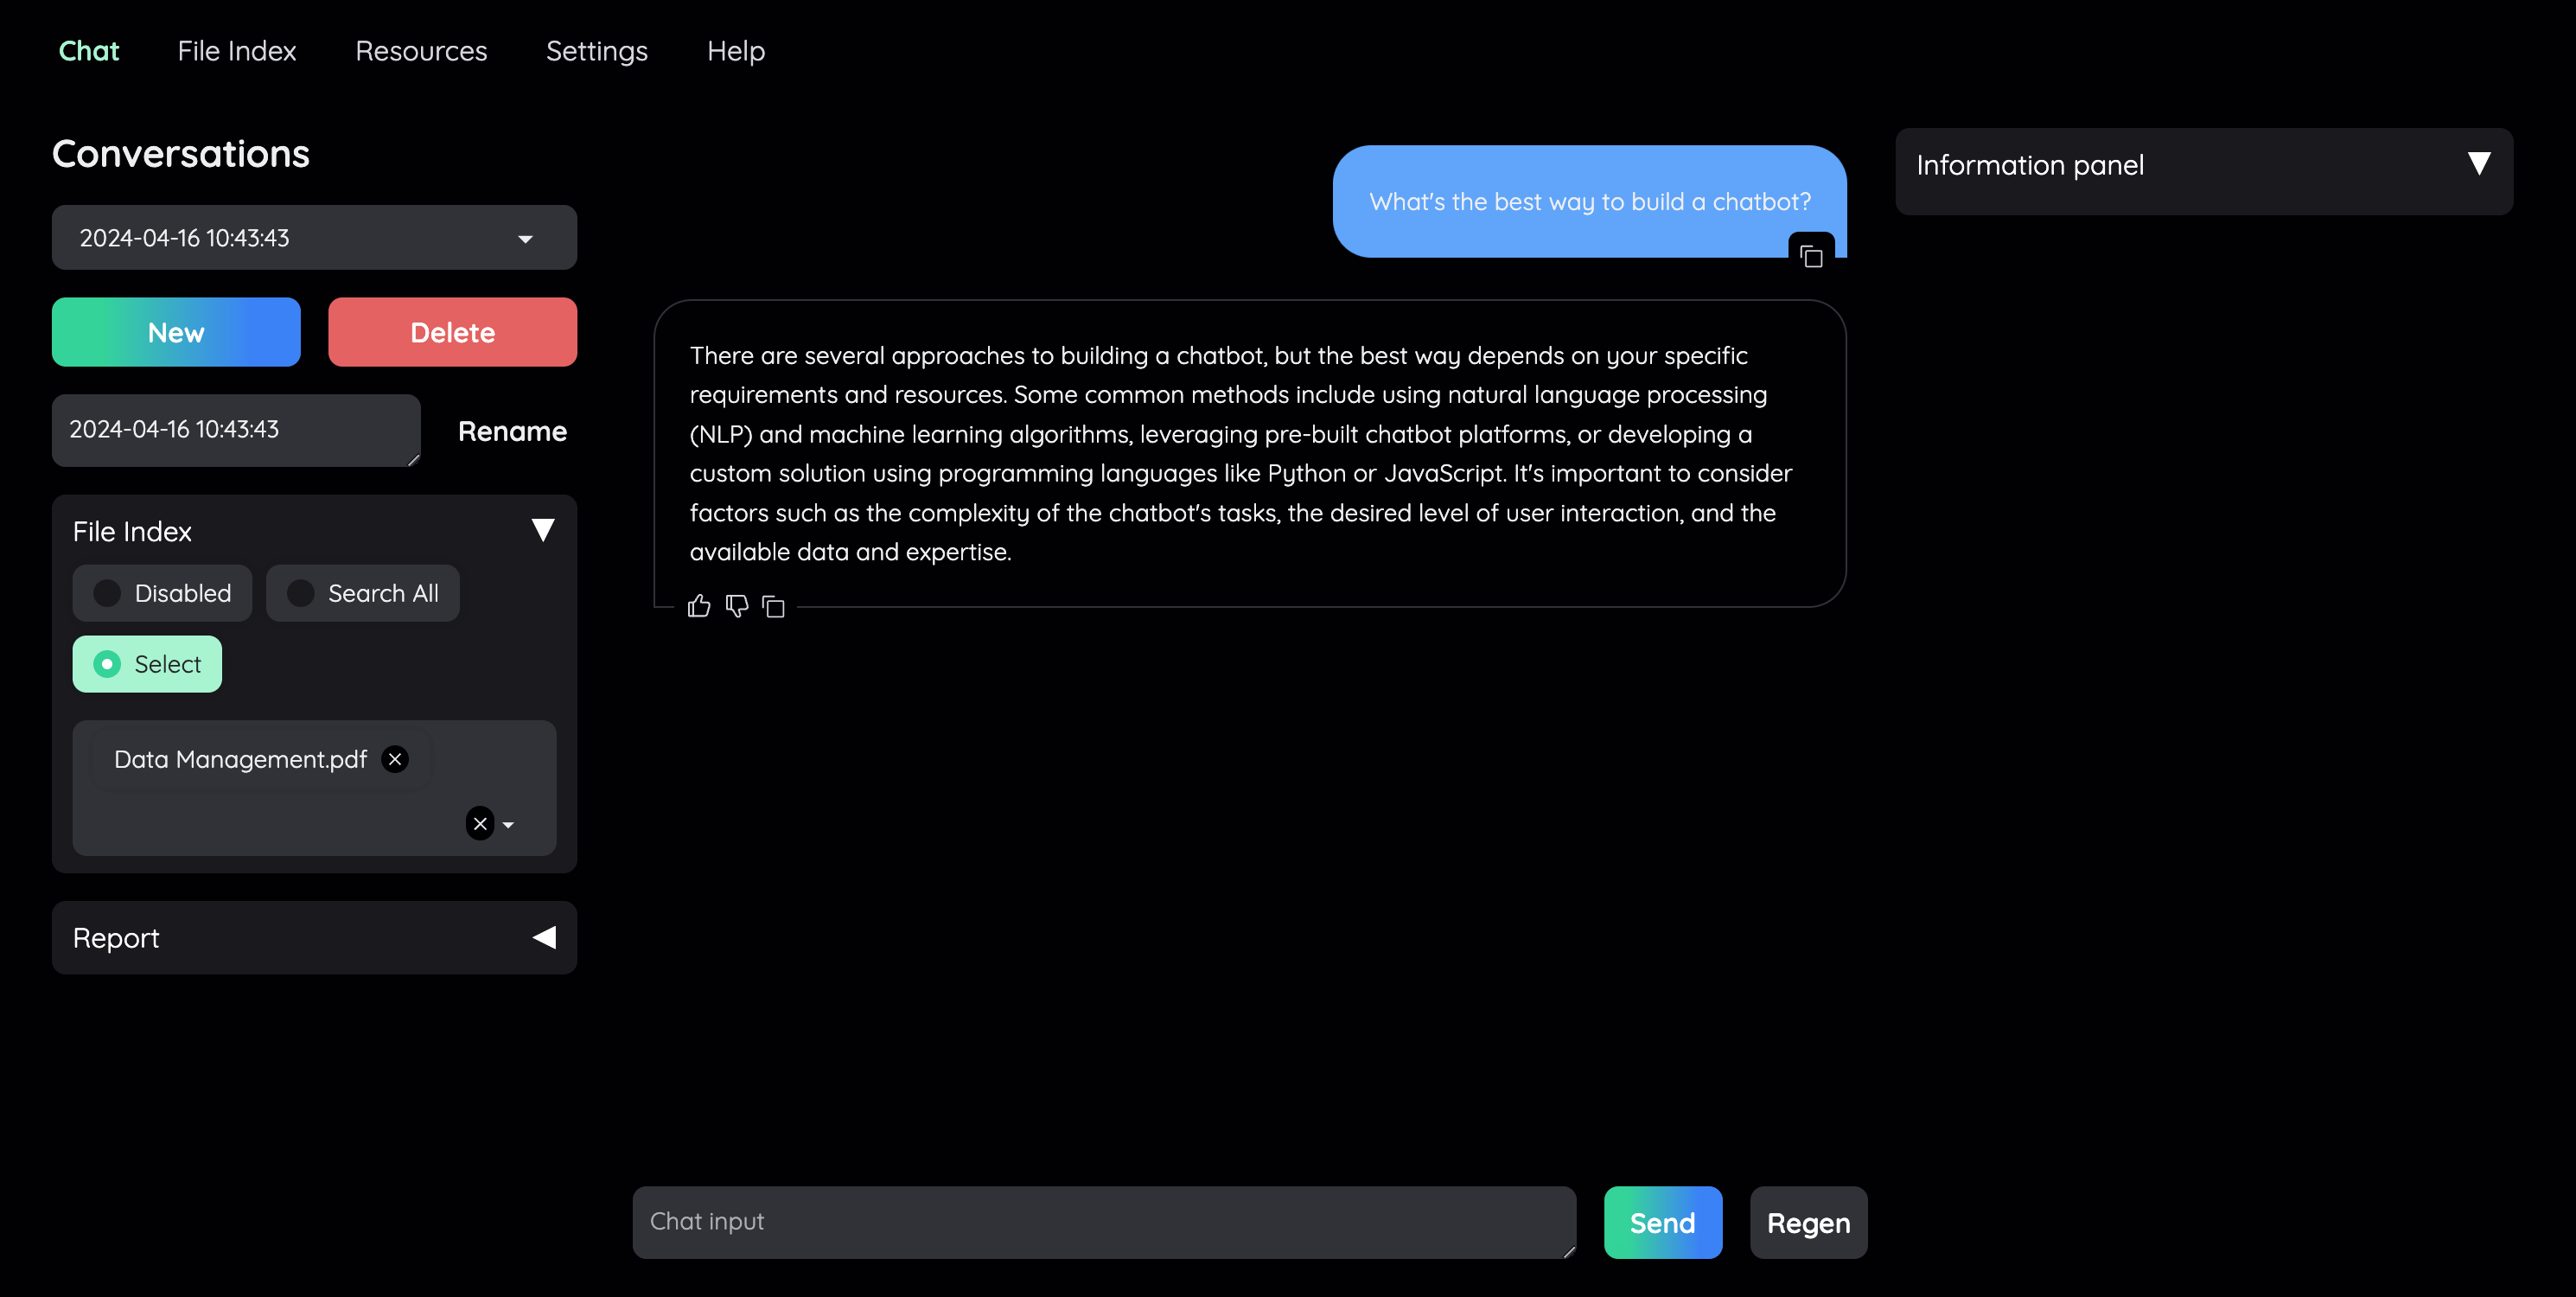 Chat File Index Resources Settings Help
Conversations
2024-04-16 10:43:43
New Delete
2024-04-16 10:43:43 Rename
File Index
Disabled Search All
Select
Data Management.pdf
Report
What's the best way to build a chatbot?
There are several approaches to building a chatbot, but the best way depends on your specific
requirements and resources. Some common methods include using natural language processing
(NLP) and machine learning algorithms, leveraging pre-built chatbot platforms, or developing a
custom solution using programming languages like Python or JavaScript. It's important to consider
factors such as the complexity of the chatbot's tasks, the desired level of user interaction, and the
available data and expertise.
Chat input Send Regen
Information panel